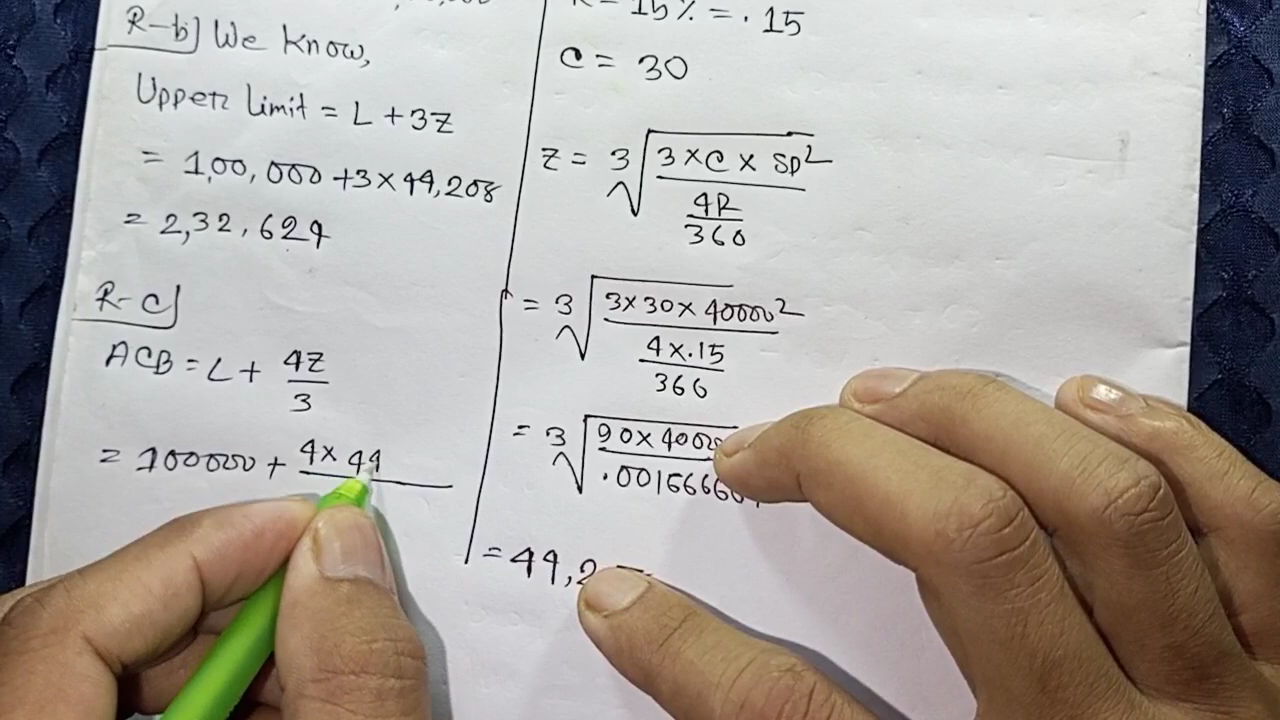 R-b) We Know,
Upper limit = L + 3Z
= 1,00,000 + 3 × 44,208
= 2,32,624
R-c)
ACB = L + 4Z/3
= 100000 + 4 × 44
= 15% = .15
C = 30
Z = 3√ 3 × C × SD²
4R
360
= 3√ 3 × 30 × 40000²
4 × .15
360
= 3√ 90 × 4000
.0016666
= 44,2